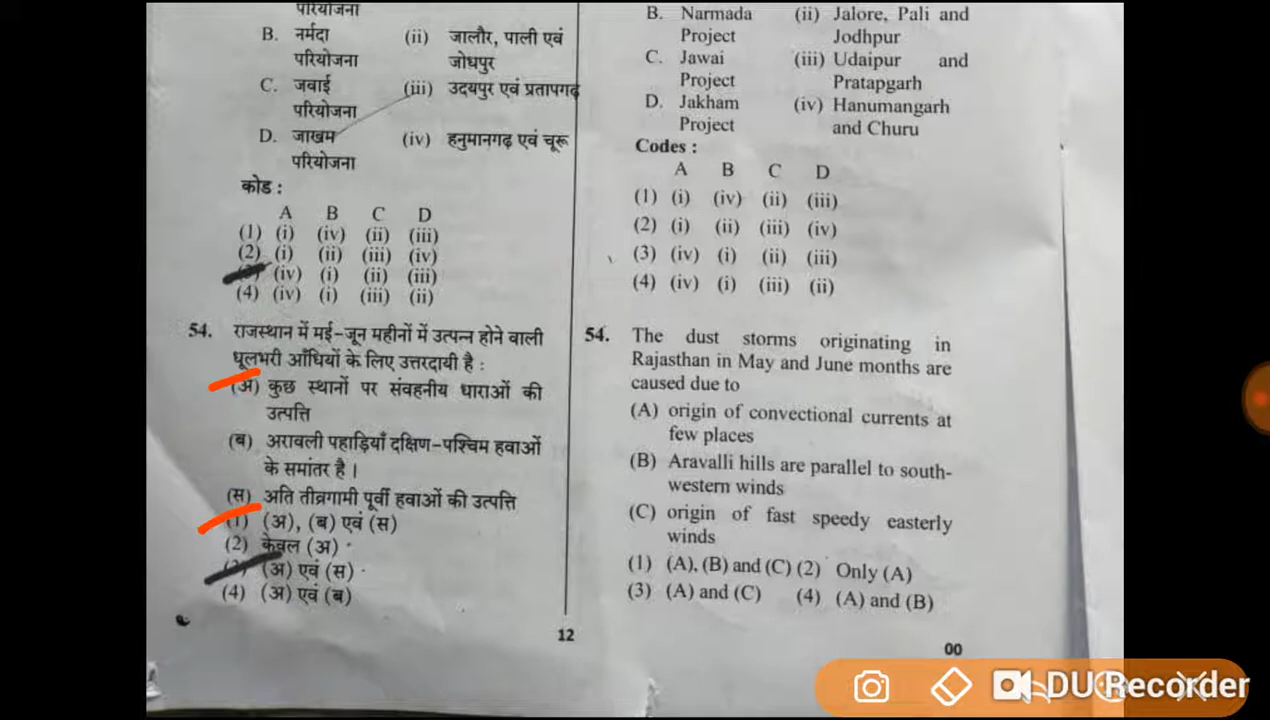 परियोजना
B. नर्मदा (ii) जालौर, पाली एवं
परियोजना जोधपुर
C. जवाई (iii) उदयपुर एवं प्रतापगढ़
परियोजना
D. जाखम (iv) हनुमानगढ़ एवं चूरू
परियोजना
कोड :
A B C D
(1) (i) (iv) (ii) (iii)
(2) (i) (ii) (iii) (iv)
(iv) (i) (ii) (iii)
(4) (iv) (i) (iii) (ii)
54. राजस्थान में मई-जून महीनों में उत्पन्न होने वाली
धूलभरी आँधियों के लिए उत्तरदायी है :
(अ) कुछ स्थानों पर संवहनीय धाराओं की
उत्पत्ति
(ब) अरावली पहाड़ियाँ दक्षिण-पश्चिम हवाओं
के समांतर है।
(स) अति तीव्रगामी पूर्वी हवाओं की उत्पत्ति
(1) (अ), (ब) एवं (स)
(2) केवल (अ)
(अ) एवं (स)
(4) (अ) एवं (ब)
B. Narmada (ii) Jalore, Pali and
Project Jodhpur
C. Jawai (iii) Udaipur and
Project Pratapgarh
D. Jakham (iv) Hanumangarh
Project and Churu
Codes :
A B C D
(1) (i) (iv) (ii) (iii)
(2) (i) (ii) (iii) (iv)
(3) (iv) (i) (ii) (iii)
(4) (iv) (i) (iii) (ii)
54. The dust storms originating in
Rajasthan in May and June months are
caused due to
(A) origin of convectional currents at
few places
(B) Aravalli hills are parallel to south-
western winds
(C) origin of fast speedy easterly
winds
(1) (A), (B) and (C) (2) Only (A)
(3) (A) and (C) (4) (A) and (B)
12
00
DU Recorder